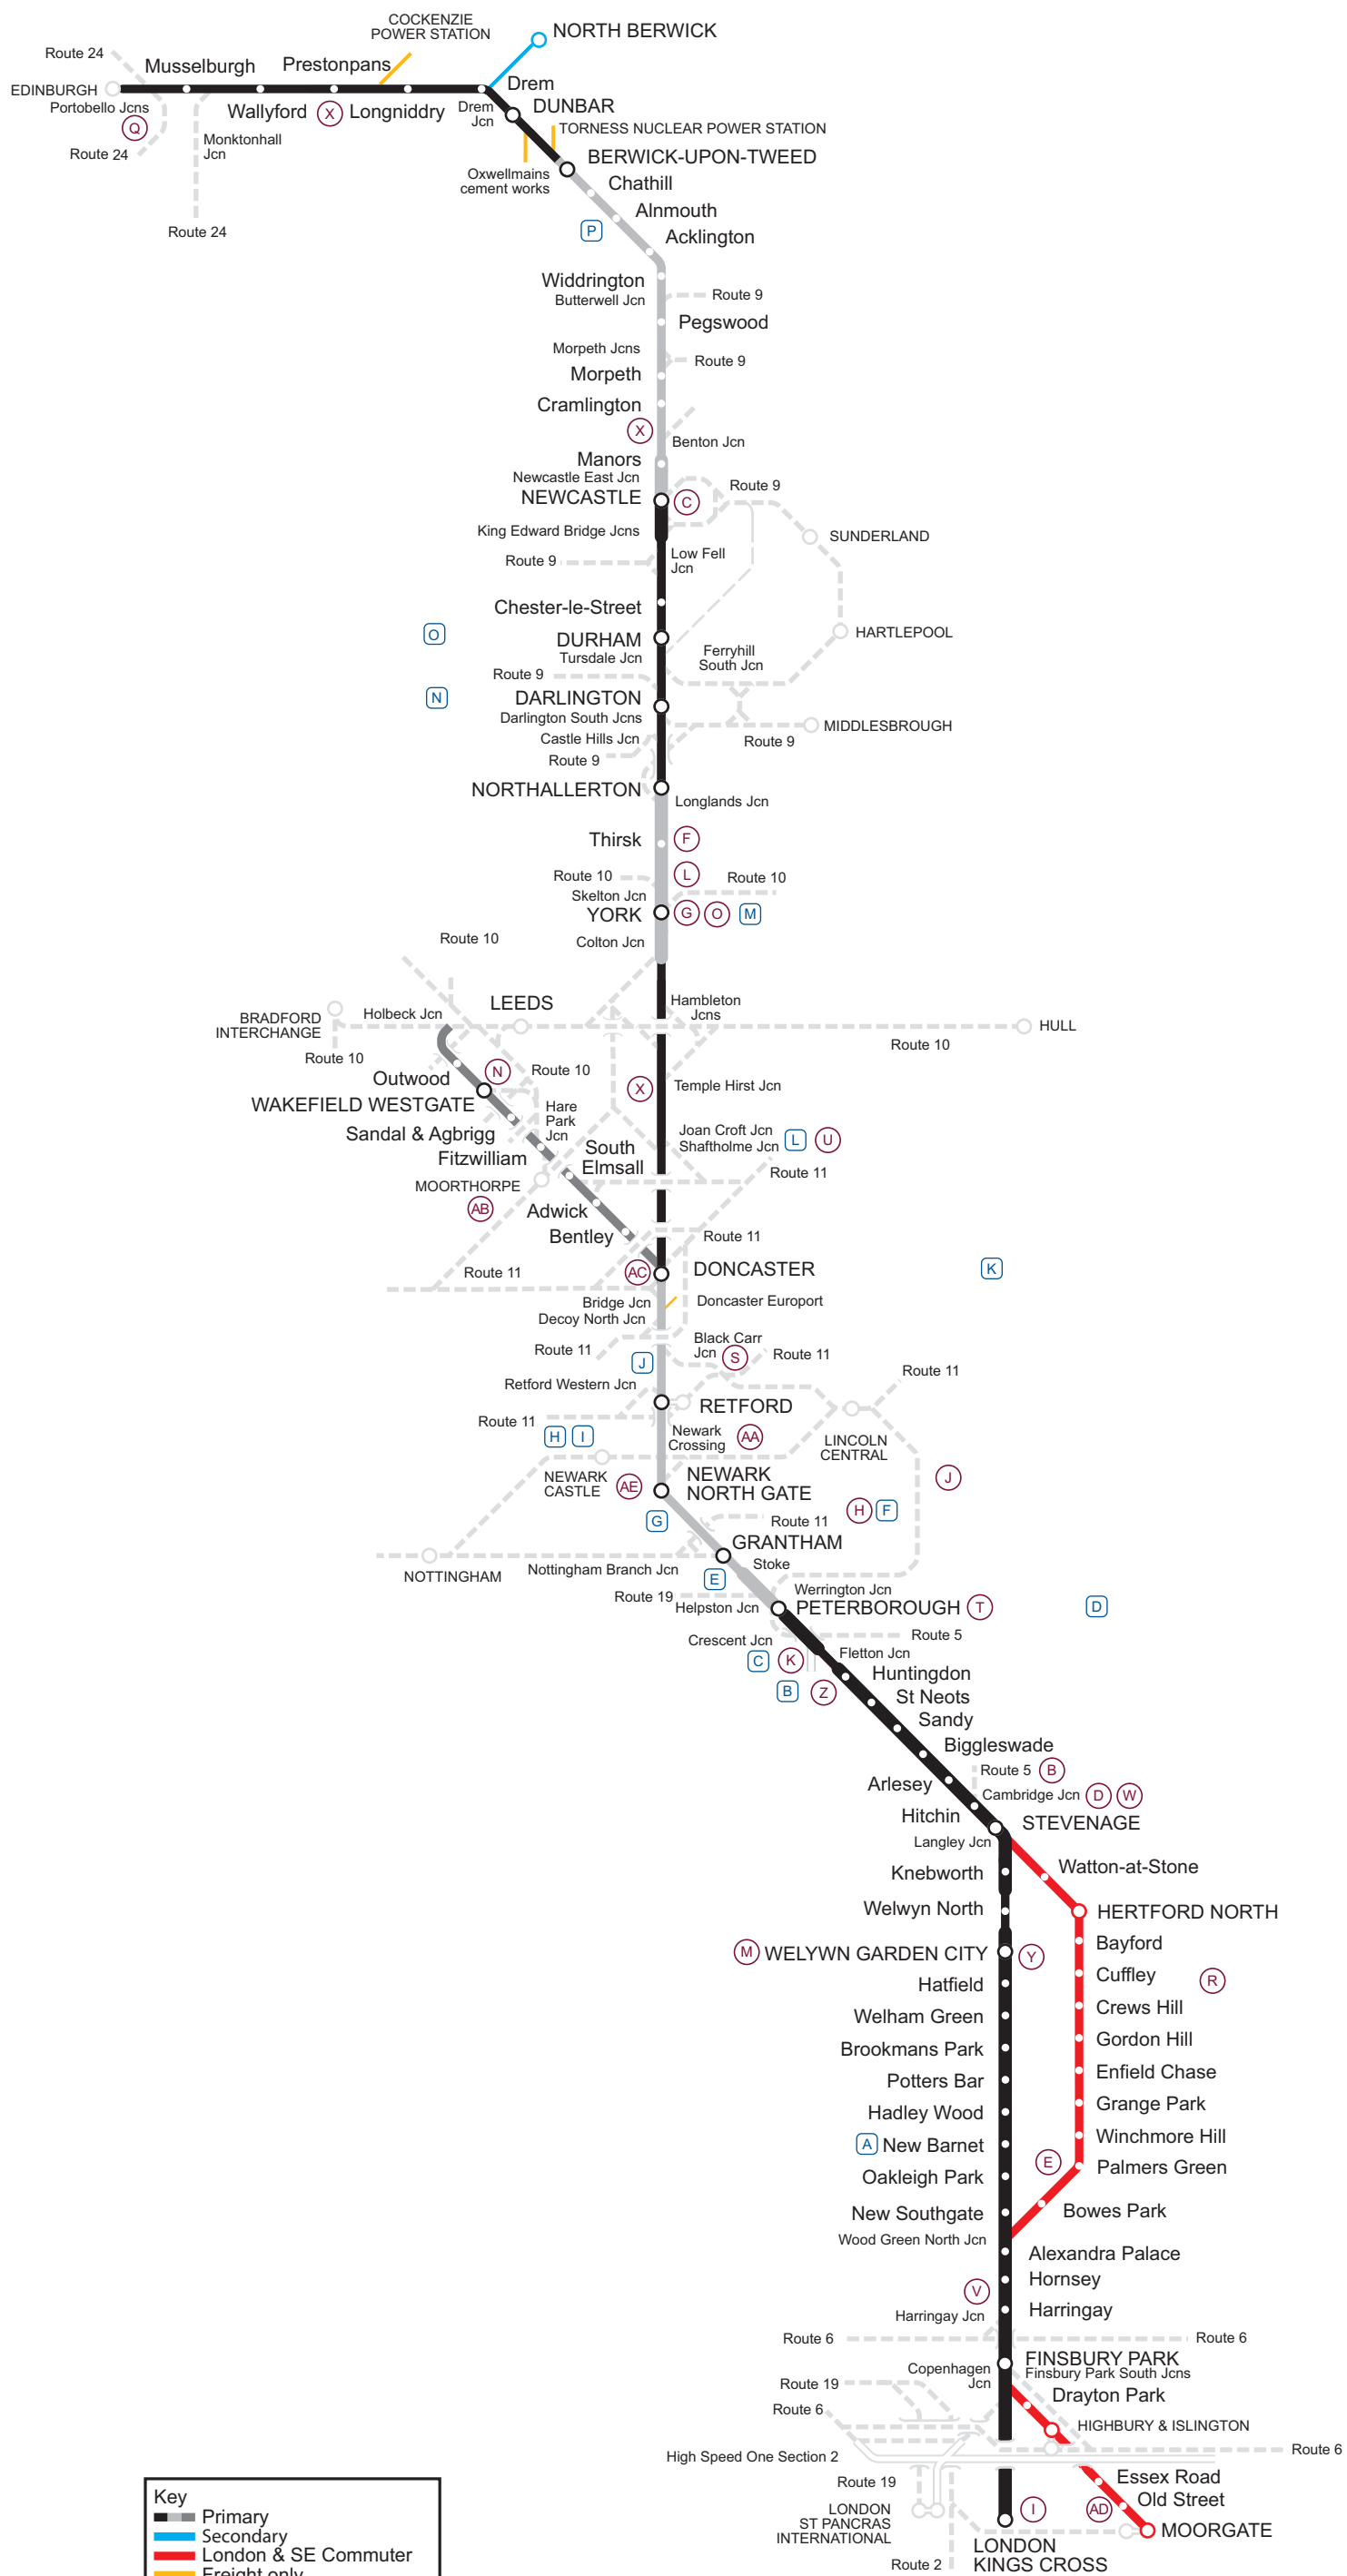 COCKENZIE
POWER STATION
NORTH BERWICK
Route 24
Musselburgh
Prestonpans
EDINBURGH
Drem
Portobello Jcns
Wallyford
X
Longniddry
Drem
Jcn
DUNBAR
Q
Monktonhall
Jcn
TORNESS NUCLEAR POWER STATION
Route 24
BERWICK-UPON-TWEED
Oxwellmains
cement works
Chathill
Alnmouth
Route 24
P
Acklington
Widdrington
Butterwell Jcn
Route 9
Pegswood
Morpeth Jcns
Route 9
Morpeth
Cramlington
X
Benton Jcn
Manors
Newcastle East Jcn
Route 9
NEWCASTLE
C
King Edward Bridge Jcns
SUNDERLAND
Route 9
Low Fell
Jcn
Chester-le-Street
O
DURHAM
HARTLEPOOL
Tursdale Jcn
Ferryhill
South Jcn
Route 9
N
DARLINGTON
Darlington South Jcns
MIDDLESBROUGH
Castle Hills Jcn
Route 9
Route 9
NORTHALLERTON
Longlands Jcn
Thirsk
F
Route 10
L
Route 10
Skelton Jcn
YORK
G
O
M
Colton Jcn
Route 10
LEEDS
Hambleton
Jcns
BRADFORD
INTERCHANGE
Holbeck Jcn
HULL
Route 10
Route 10
Outwood
N
Route 10
X
Temple Hirst Jcn
WAKEFIELD WESTGATE
Hare
Park
Jcn
Sandal & Agbrigg
Joan Croft Jcn
Shaftholme Jcn
L
U
Fitzwilliam
South
Elmsall
Route 11
MOORTHORPE
AB
Adwick
Bentley
Route 11
Route 11
AC
DONCASTER
K
Bridge Jcn
Doncaster Europort
Decoy North Jcn
Route 11
Black Carr
Jcn
S
Route 11
J
Route 11
Retford Western Jcn
RETFORD
Route 11
H
I
Newark
Crossing
AA
LINCOLN
CENTRAL
NEWARK
CASTLE
AE
NEWARK
NORTH GATE
J
H
F
G
Route 11
GRANTHAM
Nottingham Branch Jcn
Stoke
NOTTINGHAM
E
Werrington Jcn
Route 19
Helpston Jcn
PETERBOROUGH
T
D
Crescent Jcn
Route 5
C
K
Fletton Jcn
Huntingdon
B
Z
St Neots
Sandy
Biggleswade
Route 5
B
Arlesey
Cambridge Jcn
D
W
Hitchin
STEVENAGE
Langley Jcn
Knebworth
Watton-at-Stone
Welwyn North
HERTFORD NORTH
Bayford
M
WELYWN GARDEN CITY
Y
Cuffley
R
Hatfield
Crews Hill
Welham Green
Gordon Hill
Brookmans Park
Enfield Chase
Potters Bar
Grange Park
Hadley Wood
Winchmore Hill
A
New Barnet
E
Palmers Green
Oakleigh Park
New Southgate
Bowes Park
Wood Green North Jcn
Alexandra Palace
Hornsey
V
Harringay
Harringay Jcn
Route 6
Route 6
FINSBURY PARK
Copenhagen
Jcn
Finsbury Park South Jcns
Route 19
Drayton Park
Route 6
HIGHBURY & ISLINGTON
High Speed One Section 2
Route 6
Route 19
Essex Road
Old Street
LONDON
ST PANCRAS
INTERNATIONAL
I
AD
MOORGATE
LONDON
KINGS CROSS
Route 2
Key
Primary
Secondary
London & SE Commuter
Freight only